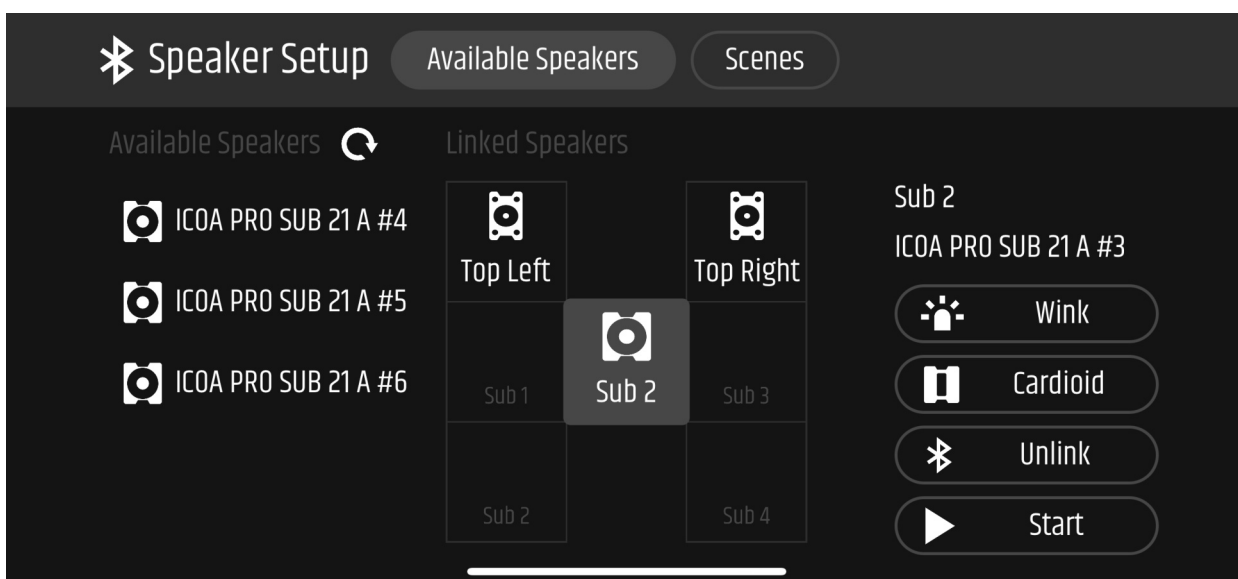 Speaker Setup
Available Speakers
Scenes
Available Speakers
Linked Speakers
ICOA PRO SUB 21 A #4
ICOA PRO SUB 21 A #5
ICOA PRO SUB 21 A #6
Top Left
Top Right
Sub 1
Sub 2
Sub 3
Sub 2
Sub 4
Sub 2
ICOA PRO SUB 21 A #3
Wink
Cardioid
Unlink
Start